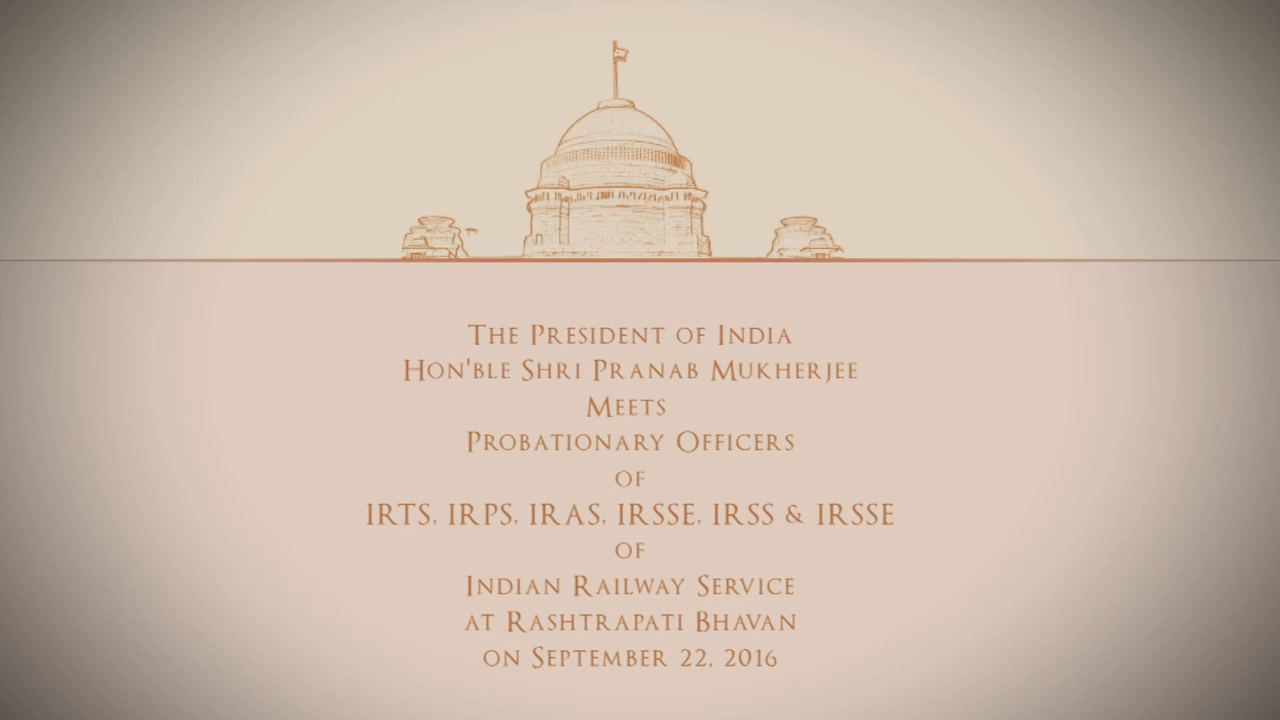 The President of India
Hon'ble Shri Pranab Mukherjee
Meets
Probationary Officers
of
IRTS, IRPS, IRAS, IRSSE, IRSS & IRSSE
of
Indian Railway Service
at Rashtrapati Bhavan
on September 22, 2016